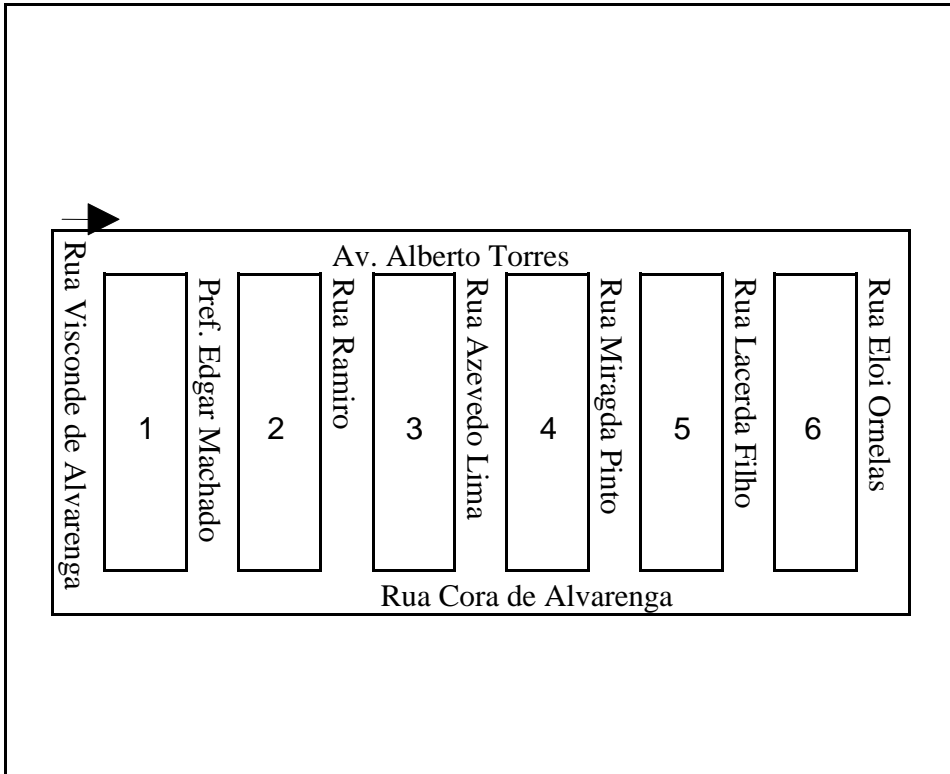 Av. Alberto Torres
Rua Visconde de Alvarenga
1
Pref. Edgar Machado
2
Rua Ramiro
3
Rua Azevedo Lima
4
Rua Miragda Pinto
5
Rua Lacerda Filho
6
Rua Eloi Ornelas
Rua Cora de Alvarenga